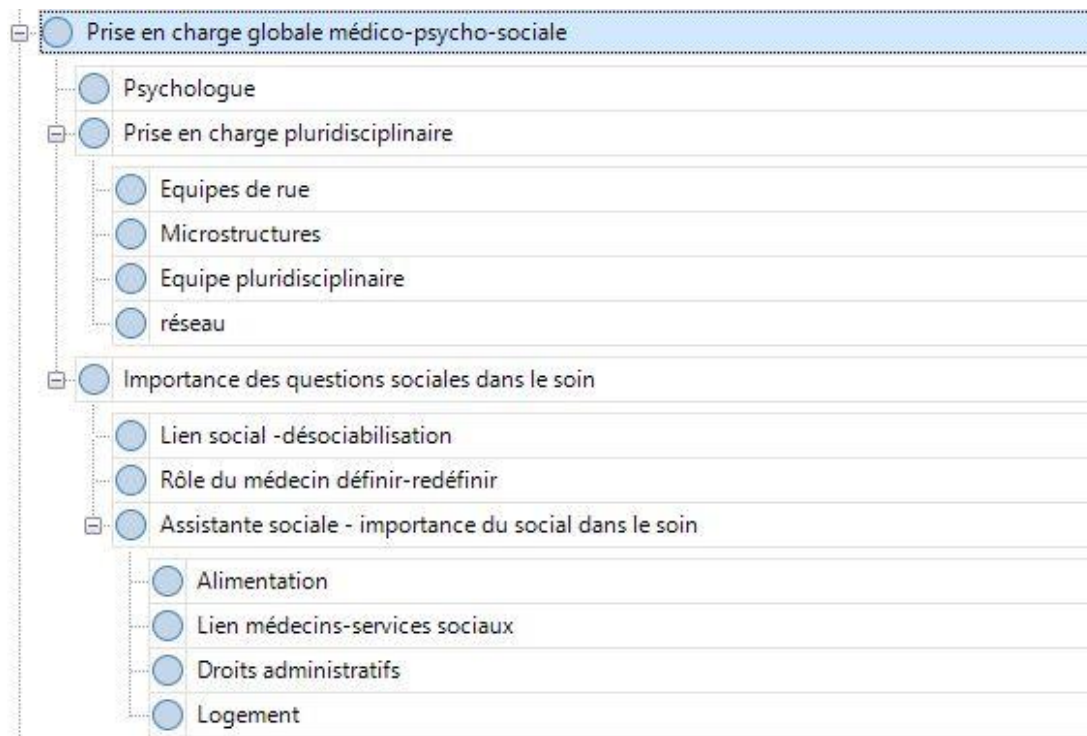 Prise en charge globale médico-psycho-sociale
Psychologue
Prise en charge pluridisciplinaire
Equipes de rue
Microstructures
Equipe pluridisciplinaire
réseau
Importance des questions sociales dans le soin
Lien social -désociabilisation
Rôle du médecin définir-redéfinir
Assistante sociale - importance du social dans le soin
Alimentation
Lien médecins-services sociaux
Droits administratifs
Logement